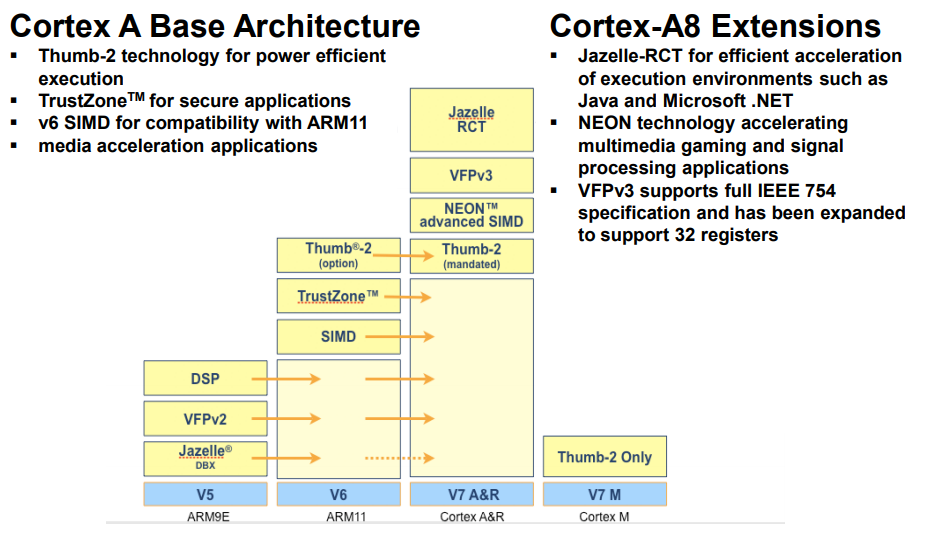 Cortex A Base Architecture
▪ Thumb-2 technology for power efficient
execution
▪ TrustZone™ for secure applications
▪ v6 SIMD for compatibility with ARM11
▪ media acceleration applications
Cortex-A8 Extensions
▪ Jazelle-RCT for efficient acceleration
of execution environments such as
Java and Microsoft .NET
▪ NEON technology accelerating
multimedia gaming and signal
processing applications
▪ VFPv3 supports full IEEE 754
specification and has been expanded
to support 32 registers
Jazelle
RCT
VFPv3
NEON™
advanced SIMD
Thumb®-2
(option)
Thumb-2
(mandated)
TrustZone™
SIMD
DSP
VFPv2
Jazelle®
DBX
Thumb-2 Only
V5
V6
V7 A&R
V7 M
ARM9E
ARM11
Cortex A&R
Cortex M